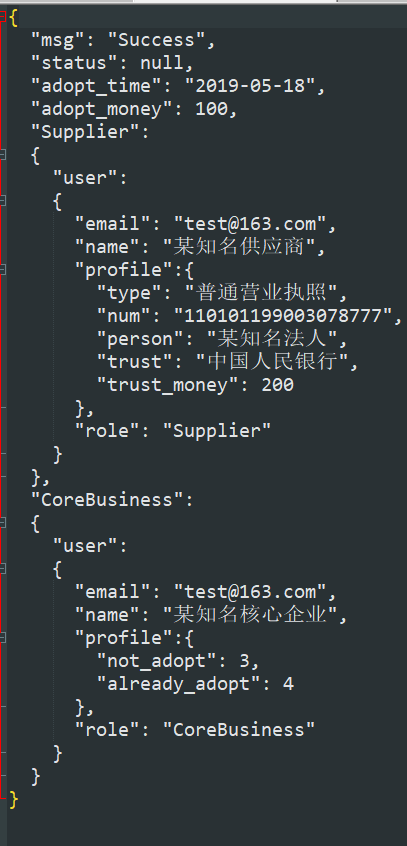 {
"msg": "Success",
"status": null,
"adopt_time": "2019-05-18",
"adopt_money": 100,
"Supplier":
{
"user":
{
"email": "test@163.com",
"name": "某知名供应商",
"profile":{
"type": "普通营业执照",
"num": "110101199003078777",
"person": "某知名法人",
"trust": "中国人民银行",
"trust_money": 200
},
"role": "Supplier"
}
},
"CoreBusiness":
{
"user":
{
"email": "test@163.com",
"name": "某知名核心企业",
"profile":{
"not_adopt": 3,
"already_adopt": 4
},
"role": "CoreBusiness"
}
}
}